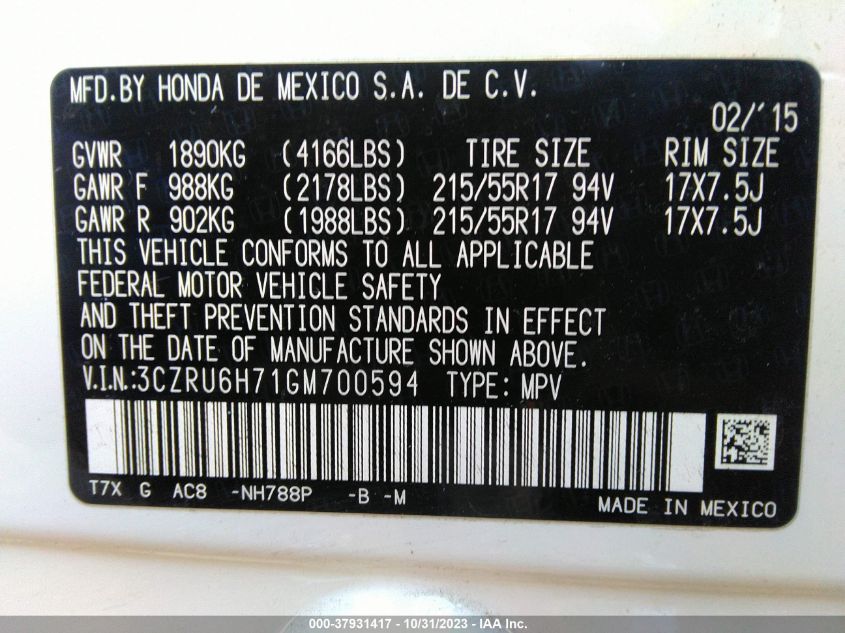 MFD.BY HONDA DE MEXICO S.A. DE C.V.
02/'15
GVWR 1890KG (4166LBS) TIRE SIZE RIM SIZE
GAWR F 988KG (2178LBS) 215/55R17 94V 17X7.5J
GAWR R 902KG (1988LBS) 215/55R17 94V 17X7.5J
THIS VEHICLE CONFORMS TO ALL APPLICABLE
FEDERAL MOTOR VEHICLE SAFETY
AND THEFT PREVENTION STANDARDS IN EFFECT
ON THE DATE OF MANUFACTURE SHOWN ABOVE.
V.I.N.:3CZRU6H71GM700594 TYPE: MPV
T7X G AC8 -NH788P -B -M
MADE IN MEXICO
000-37931417 - 10/31/2023 - IAAI.com